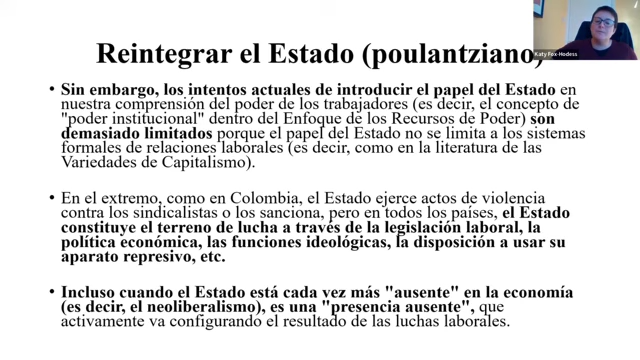 Katy Fox-Hodess
Reintegrar el Estado (poulantziano)
• Sin embargo, los intentos actuales de introducir el papel del Estado en
nuestra comprensión del poder de los trabajadores (es decir, el concepto de
"poder institucional" dentro del Enfoque de los Recursos de Poder) son
demasiado limitados porque el papel del Estado no se limita a los sistemas
formales de relaciones laborales (es decir, como en la literatura de las
Variedades de Capitalismo).
• En el extremo, como en Colombia, el Estado ejerce actos de violencia
contra los sindicalistas o los sanciona, pero en todos los países, el Estado
constituye el terreno de lucha a través de la legislación laboral, la
política económica, las funciones ideológicas, la disposición a usar su
aparato represivo, etc.
• Incluso cuando el Estado está cada vez más "ausente" en la economía
(es decir, el neoliberalismo), es una "presencia ausente", que
activamente va configurando el resultado de las luchas laborales.